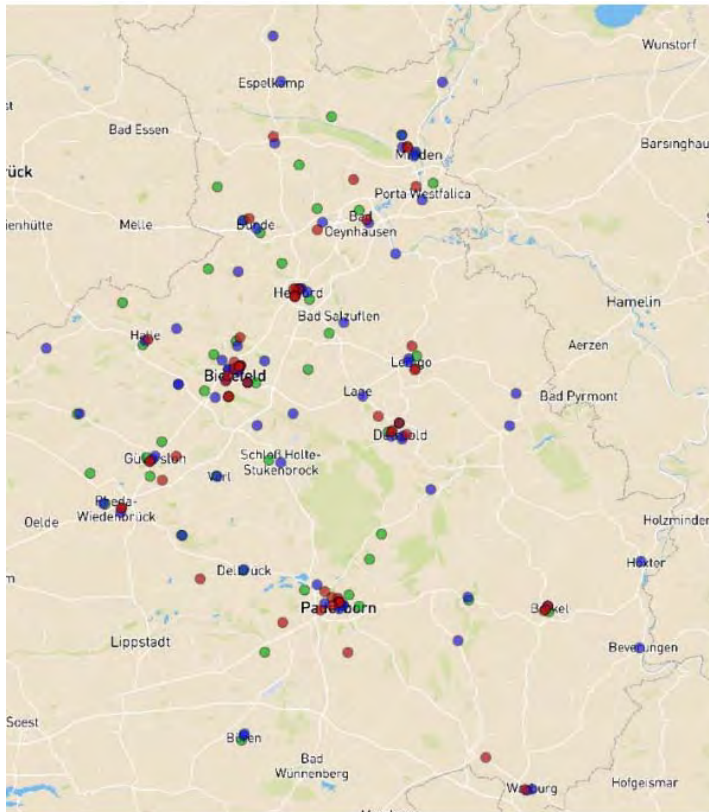 Wunstorf
Espelkamp
Bad Essen
Barsinghau
Minden
rück
Porta Westfalica
ienhütte
Melle
Bünde
Bad
Oeynhausen
Herford
Hameln
Bad Salzuflen
Halle
Aerzen
Lemgo
Bielefeld
Lage
Bad Pyrmont
Detmold
Gütersloh
Schloß Holte-
Stukenbrock
Verl
Rheda-
Wiedenbrück
Oelde
Holzminder
Höxter
Delbrück
m
Paderborn
Brakel
Lippstadt
Beverungen
Soest
Büren
Bad
Wünnenberg
Warburg
Hofgeismar